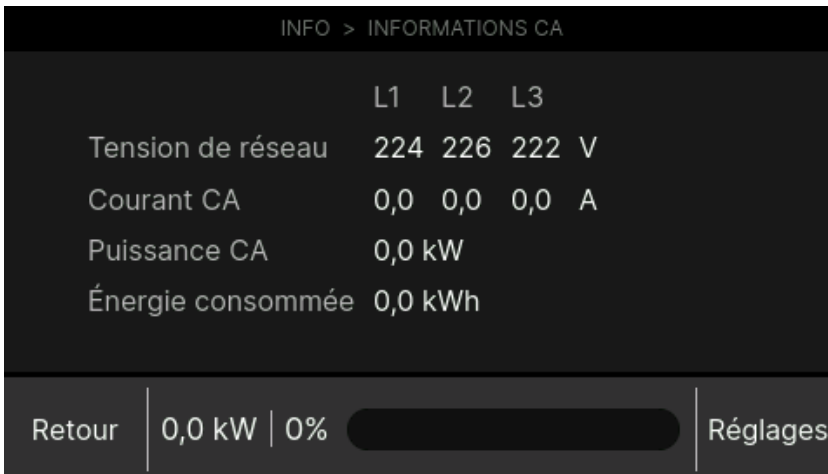 INFO > INFORMATIONS CA
L1 L2 L3
Tension de réseau 224 226 222 V
Courant CA 0,0 0,0 0,0 A
Puissance CA 0,0 kW
Énergie consommée 0,0 kWh
Retour 0,0 kW 0% Réglages